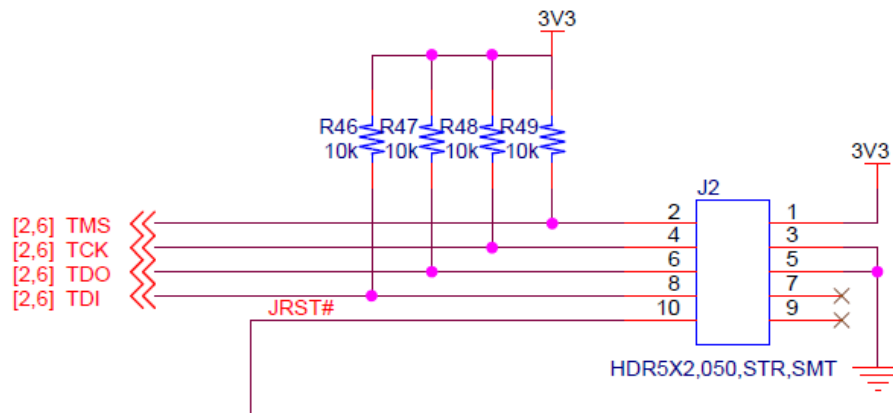 3V3
R46 R47 R48 R49
10k 10k 10k 10k
3V3
J2
[2,6] TMS 2 1
[2,6] TCK 4 3
[2,6] TDO 6 5
[2,6] TDI 8 7
JRST# 10 9
HDR5X2,050,STR,SMT